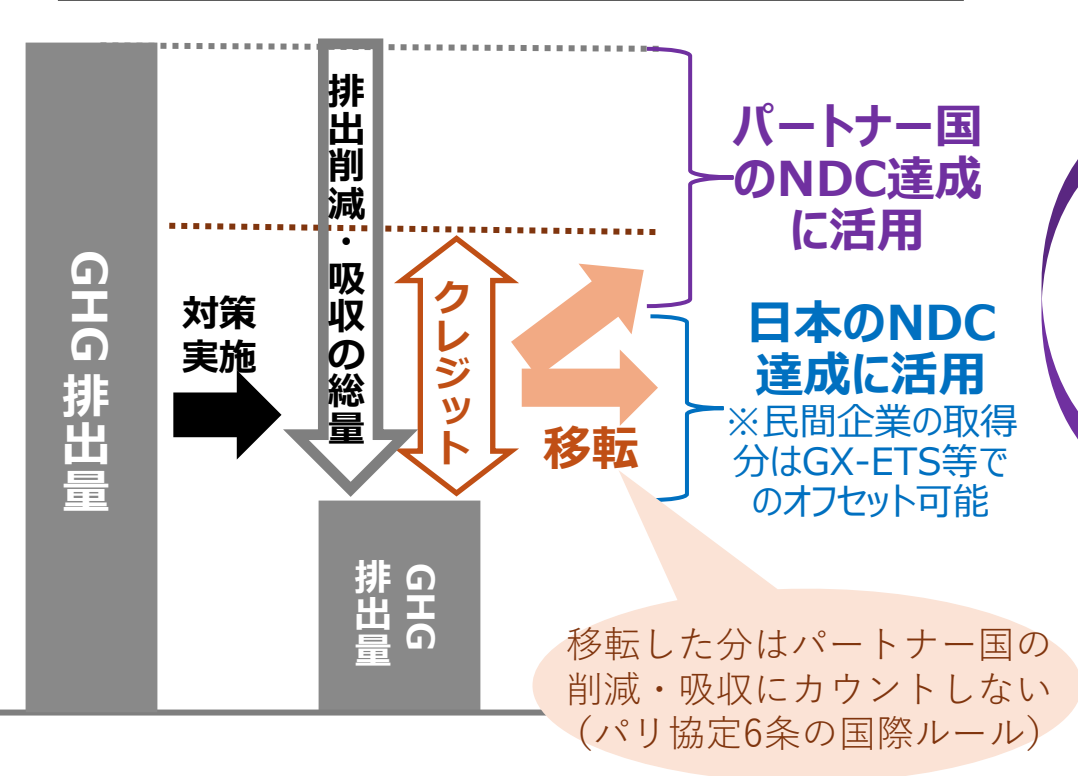 GHG排出量
対策
実施
排出削減・吸収の総量
クレジット
移転
GHG
排出量
パートナー国
のNDC達成
に活用
日本のNDC
達成に活用
※民間企業の取得
分はGX-ETS等で
のオフセット可能
移転した分はパートナー国の
削減・吸収にカウントしない
（パリ協定6条の国際ルール）